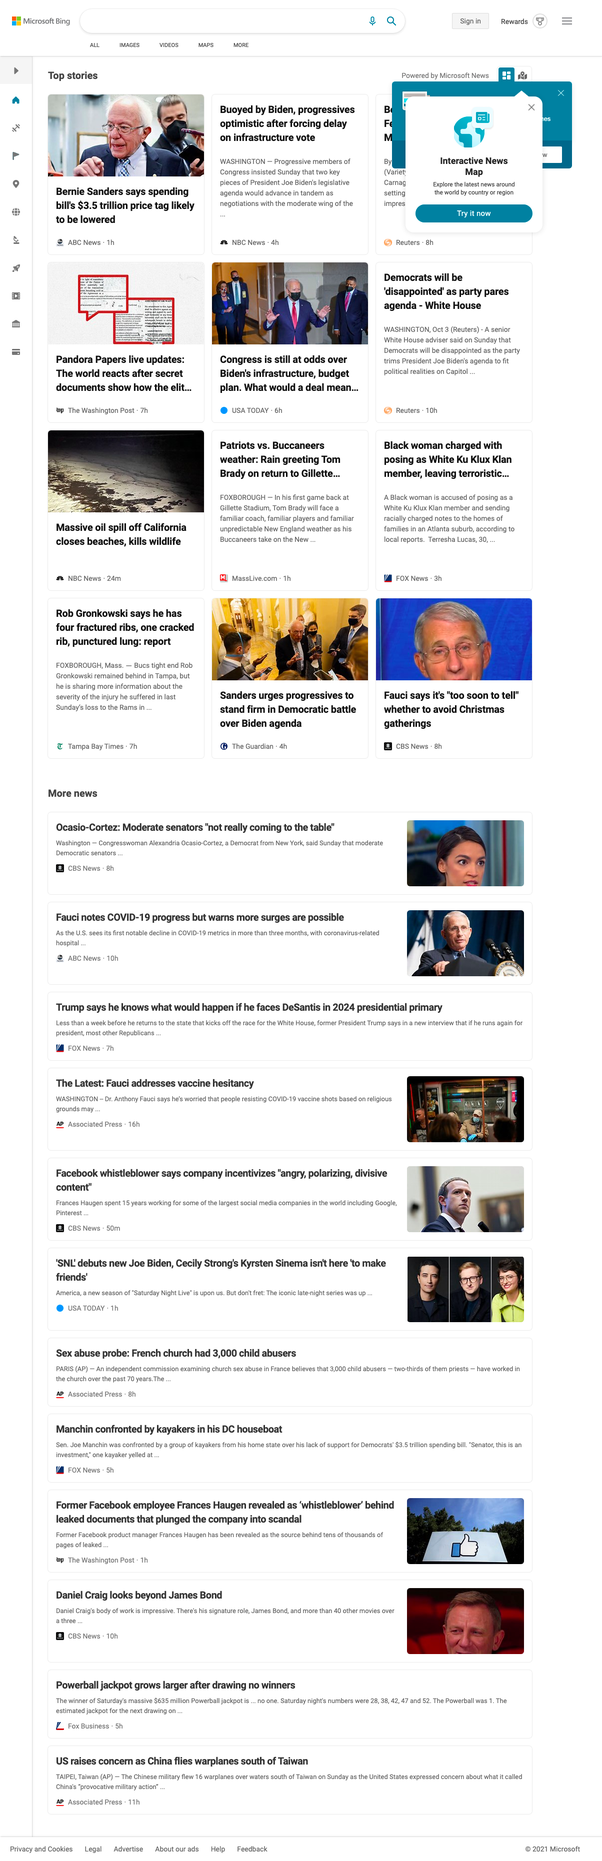 Microsoft Bing
Sign in
Rewards
ALL
IMAGES
VIDEOS
MAPS
MORE
Top stories
Powered by Microsoft News
Interactive News
Map
Explore the latest news around
the world by country or region
Try it now
Bernie Sanders says spending
bill's $3.5 trillion price tag likely
to be lowered
ABC News · 1h
Buoyed by Biden, progressives
optimistic after forcing delay
on infrastructure vote
WASHINGTON — Progressive members of
Congress insisted Sunday that two key
pieces of President Joe Biden's legislative
agenda would advance in tandem as
negotiations with the moderate wing of the
...
NBC News · 4h
Reuters · 8h
Pandora Papers live updates:
The world reacts after secret
documents show how the elit...
The Washington Post · 7h
Congress is still at odds over
Biden's infrastructure, budget
plan. What would a deal mean...
USA TODAY · 6h
Democrats will be
'disappointed' as party pares
agenda - White House
WASHINGTON, Oct 3 (Reuters) - A senior
White House adviser said on Sunday that
Democrats will be disappointed as the party
trims President Joe Biden's agenda to fit
political realities on Capitol ...
Reuters · 10h
Massive oil spill off California
closes beaches, kills wildlife
NBC News · 24m
Patriots vs. Buccaneers
weather: Rain greeting Tom
Brady on return to Gillette...
FOXBOROUGH — In his first game back at
Gillette Stadium, Tom Brady will face a
familiar coach, familiar players and familiar
unpredictable New England weather as his
Buccaneers take on the New ...
MassLive.com · 1h
Black woman charged with
posing as White Ku Klux Klan
member, leaving terroristic...
A Black woman is accused of posing as a
White Ku Klux Klan member and sending
racially charged notes to the homes of
families in an Atlanta suburb, according to
local reports. Terresha Lucas, 30, ...
FOX News · 3h
Rob Gronkowski says he has
four fractured ribs, one cracked
rib, punctured lung: report
FOXBOROUGH, Mass. — Bucs tight end Rob
Gronkowski remained behind in Tampa, but
he is sharing more information about the
severity of the injury he suffered in last
Sunday's loss to the Rams in ...
Tampa Bay Times · 7h
Sanders urges progressives to
stand firm in Democratic battle
over Biden agenda
The Guardian · 4h
Fauci says it's "too soon to tell"
whether to avoid Christmas
gatherings
CBS News · 8h
More news
Ocasio-Cortez: Moderate senators "not really coming to the table"
Washington — Congresswoman Alexandria Ocasio-Cortez, a Democrat from New York, said Sunday that moderate
Democratic senators ...
CBS News · 8h
Fauci notes COVID-19 progress but warns more surges are possible
As the U.S. sees its first notable decline in COVID-19 metrics in more than three months, with coronavirus-related
hospital ...
ABC News · 10h
Trump says he knows what would happen if he faces DeSantis in 2024 presidential primary
Less than a week before he returns to the state that kicks off the race for the White House, former President Trump says in a new interview that if he runs again for
president, most other Republicans ...
FOX News · 7h
The Latest: Fauci addresses vaccine hesitancy
WASHINGTON – Dr. Anthony Fauci says he's worried that people resisting COVID-19 vaccine shots based on religious
grounds may ...
Associated Press · 16h
Facebook whistleblower says company incentivizes "angry, polarizing, divisive
content"
Frances Haugen spent 15 years working for some of the largest social media companies in the world including Google,
Pinterest ...
CBS News · 50m
'SNL' debuts new Joe Biden, Cecily Strong's Kyrsten Sinema isn't here 'to make
friends'
America, a new season of "Saturday Night Live" is upon us. But don't fret: The iconic late-night series was up ...
USA TODAY · 1h
Sex abuse probe: French church had 3,000 child abusers
PARIS (AP) — An independent commission examining church sex abuse in France believes that 3,000 child abusers — two-thirds of them priests — have worked in
the church over the past 70 years.The ...
Associated Press · 8h
Manchin confronted by kayakers in his DC houseboat
Sen. Joe Manchin was confronted by a group of kayakers from his home state over his lack of support for Democrats' $3.5 trillion spending bill. "Senator, this is an
investment," one kayaker yelled at ...
FOX News · 5h
Former Facebook employee Frances Haugen revealed as 'whistleblower' behind
leaked documents that plunged the company into scandal
Former Facebook product manager Frances Haugen has been revealed as the source behind tens of thousands of
pages of leaked ...
The Washington Post · 1h
Daniel Craig looks beyond James Bond
Daniel Craig's body of work is impressive. There's his signature role, James Bond, and more than 40 other movies over
a three ...
CBS News · 10h
Powerball jackpot grows larger after drawing no winners
The winner of Saturday's massive $635 million Powerball jackpot is ... no one. Saturday night's numbers were 28, 38, 42, 47 and 52. The Powerball was 1. The
estimated jackpot for the next drawing on ...
Fox Business · 5h
US raises concern as China flies warplanes south of Taiwan
TAIPEI, Taiwan (AP) — The Chinese military flew 16 warplanes over waters south of Taiwan on Sunday as the United States expressed concern about what it called
China's "provocative military action" ...
Associated Press · 11h
Privacy and Cookies
Legal
Advertise
About our ads
Help
Feedback
© 2021 Microsoft